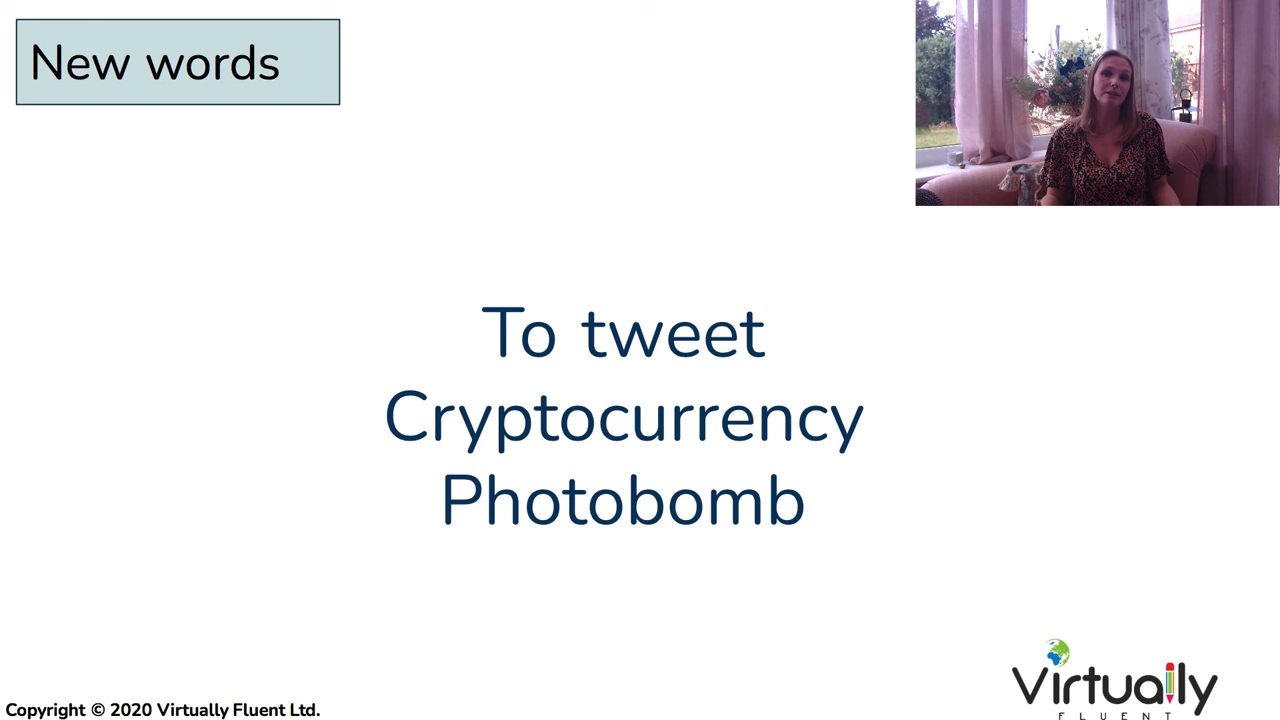 New words
To tweet
Cryptocurrency
Photobomb
Copyright © 2020 Virtually Fluent Ltd.
Virtually
FLUENT